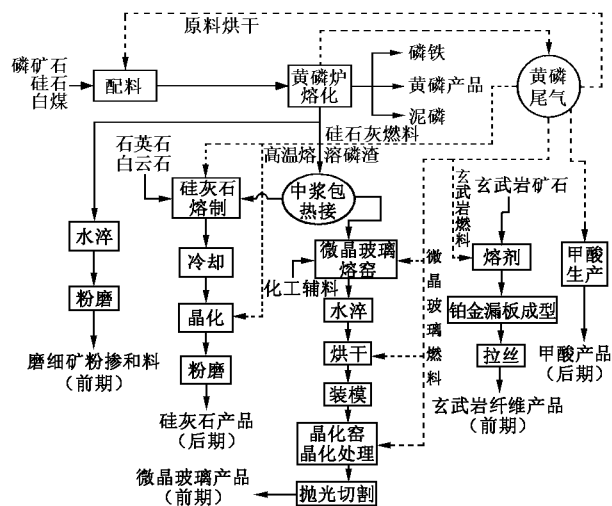 原料烘干
磷矿石
硅石
白煤
配料
黄磷炉
熔化
磷铁
黄磷产品
泥磷
黄磷
尾气
硅石灰燃料
高温熔 溶磷渣
石英石
白云石
硅灰石
熔制
中浆包
热接
玄武岩燃料
玄武岩矿石
水淬
冷却
微晶玻璃
熔窑
化工辅料
微晶玻璃燃料
熔剂
甲酸
生产
粉磨
晶化
水淬
铂金漏板成型
磨细矿粉掺和料
(前期)
粉磨
烘干
拉丝
甲酸产品
(后期)
硅灰石产品
(后期)
装模
玄武岩纤维产品
(前期)
晶化窑
晶化处理
微晶玻璃产品
(前期)
抛光切割